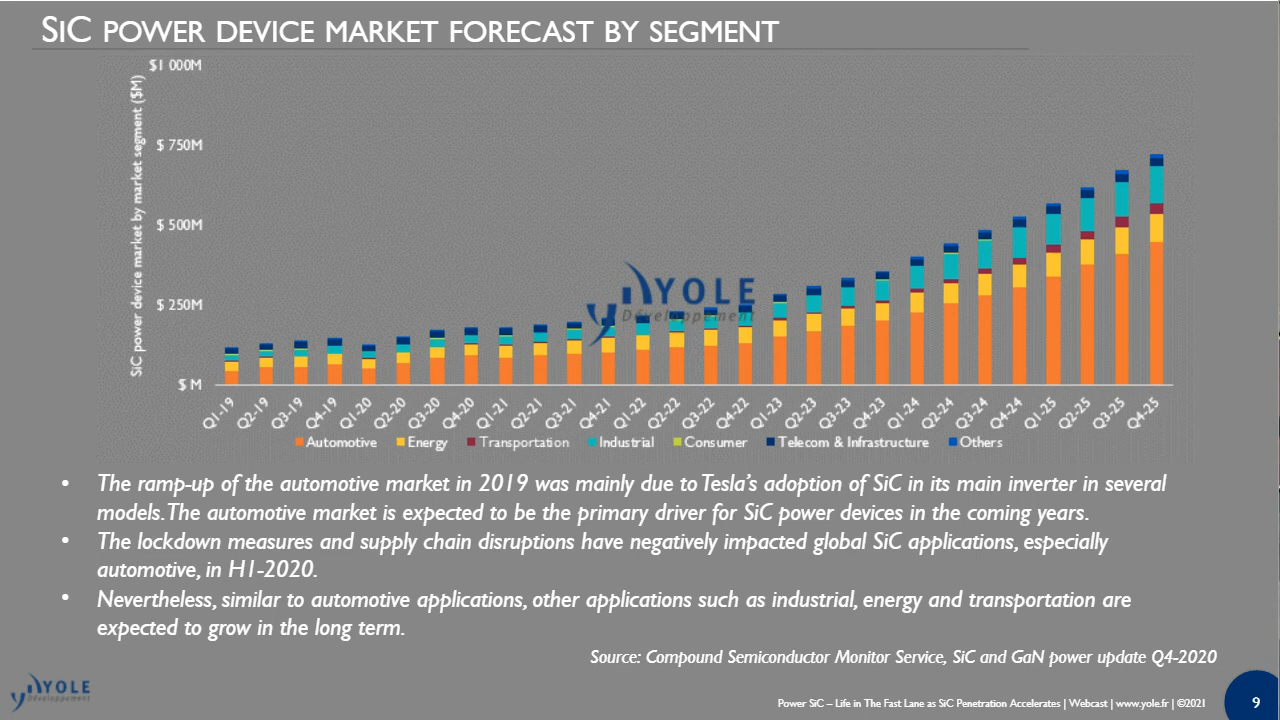 SIC POWER DEVICE MARKET FORECAST BY SEGMENT
SiC power device market by market segment ($M)
$1 000M
$ 750M
$ 500M
$ 250M
$ M
YOLE
Développement
Q1-19 Q2-19 Q3-19 Q4-19 Q1-20 Q2-20 Q3-20 Q4-20 Q1-21 Q2-21 Q3-21 Q4-21 Q1-22 Q2-22 Q3-22 Q4-22 Q1-23 Q2-23 Q3-23 Q4-23 Q1-24 Q2-24 Q3-24 Q4-24 Q1-25 Q2-25 Q3-25 Q4-25
Automotive Energy Transportation Industrial Consumer Telecom & Infrastructure Others
• The ramp-up of the automotive market in 2019 was mainly due to Tesla's adoption of SiC in its main inverter in several
models. The automotive market is expected to be the primary driver for SiC power devices in the coming years.
• The lockdown measures and supply chain disruptions have negatively impacted global SiC applications, especially
automotive, in H1-2020.
• Nevertheless, similar to automotive applications, other applications such as industrial, energy and transportation are
expected to grow in the long term.
Source: Compound Semiconductor Monitor Service, SiC and GaN power update Q4-2020
YOLE
Développement
Power SiC – Life in The Fast Lane as SiC Penetration Accelerates | Webcast | www.yole.fr | ©2021
9